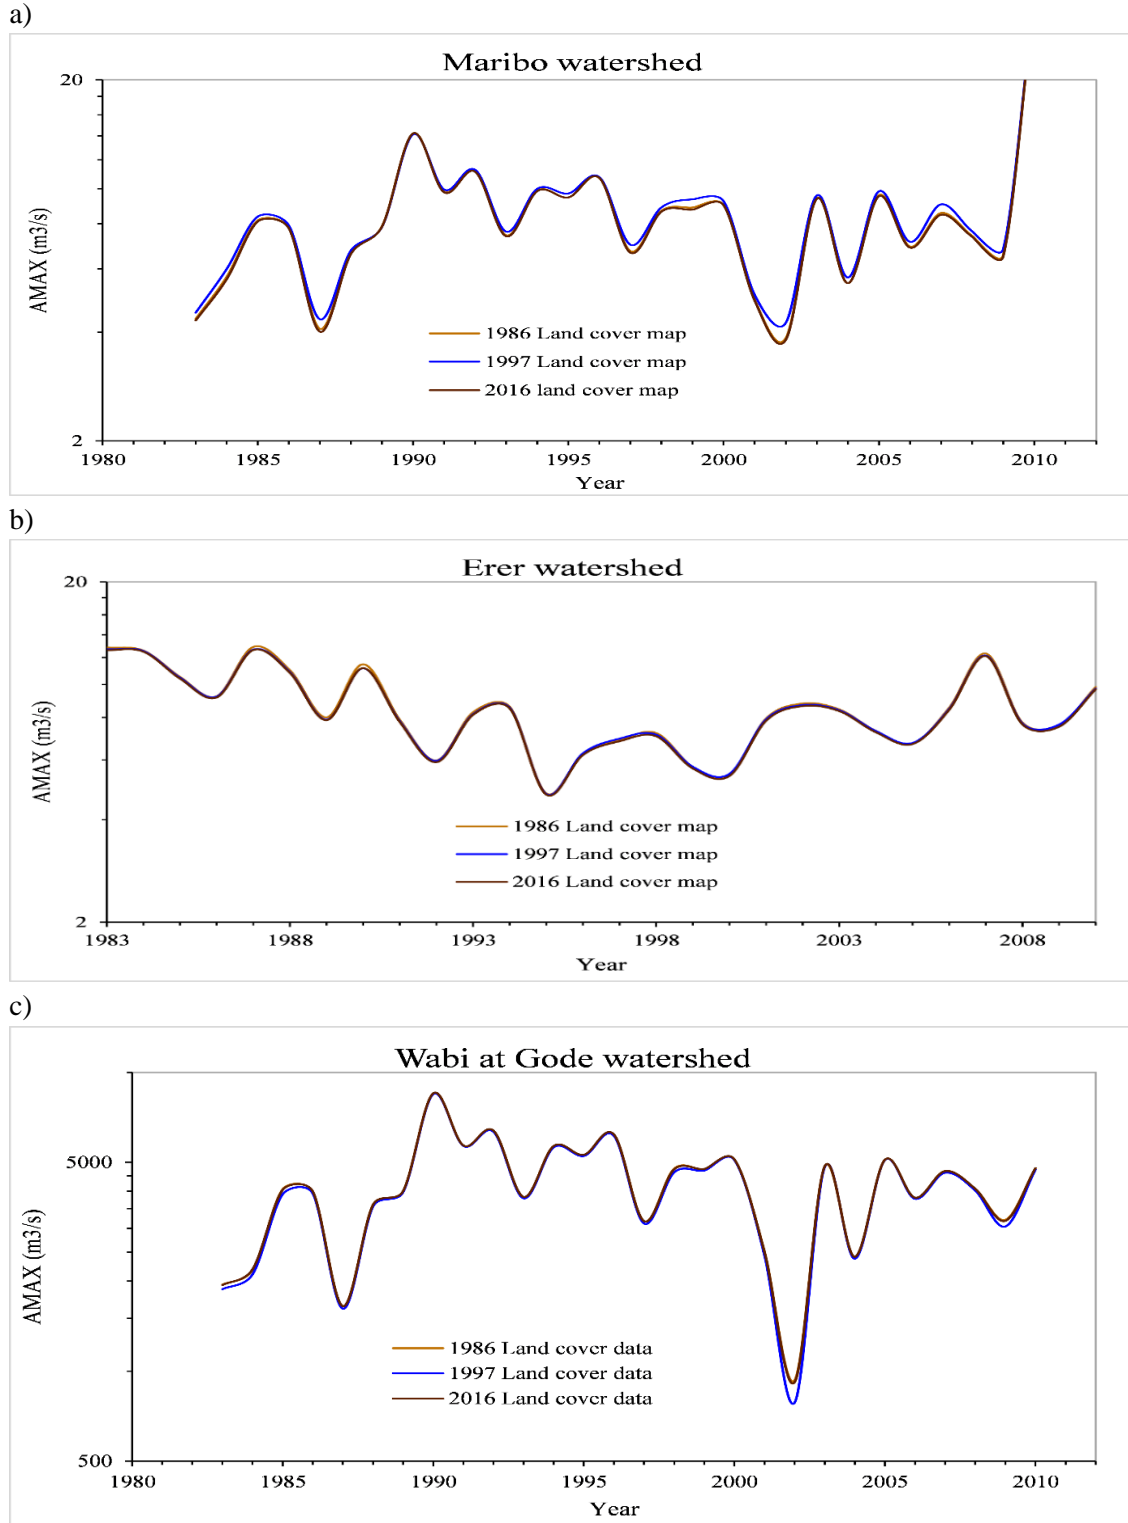 a)
Maribo watershed
20
AMAX (m3/s)
1986 Land cover map
1997 Land cover map
2016 land cover map
2
1980 1985 1990 1995 2000 2005 2010
Year
b)
Erer watershed
20
AMAX (m3/s)
1986 Land cover map
1997 Land cover map
2016 Land cover map
2
1983 1988 1993 1998 2003 2008
Year
c)
Wabi at Gode watershed
5000
AMAX (m3/s)
1986 Land cover data
1997 Land cover data
2016 Land cover data
500
1980 1985 1990 1995 2000 2005 2010
Year